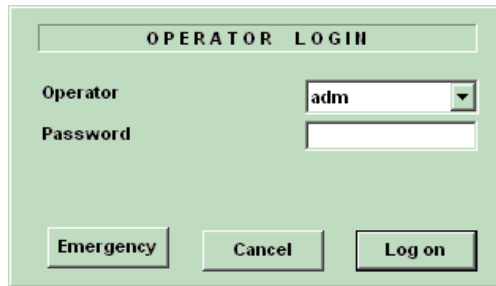 OPERATOR LOGIN
Operator adm
Password
Emergency Cancel Log on